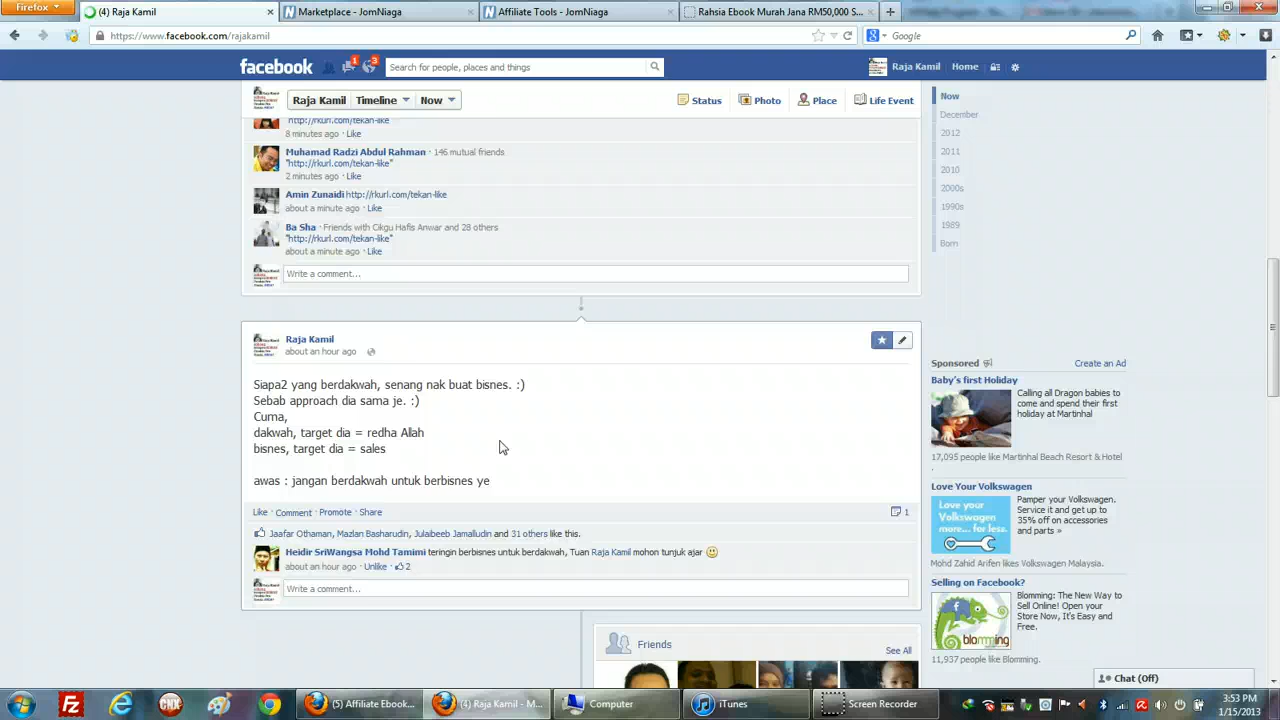 Firefox
(4) Raja Kamil
Marketplace - JomNiaga
Affiliate Tools - JomNiaga
Rahsia Ebook Murah Jana RM50,000 S...
https://www.facebook.com/rajakamil
Google
facebook
1
3
Search for people, places and things
Raja Kamil
Home
Raja Kamil
Timeline
Now
Status
Photo
Place
Life Event
http://rkurl.com/tekan-like"
8 minutes ago · Like
Muhamad Radzi Abdul Rahman · 146 mutual friends
"http://rkurl.com/tekan-like"
2 minutes ago · Like
Amin Zunaidi http://rkurl.com/tekan-like
about a minute ago · Like
Ba Sha · Friends with Cikgu Hafis Anwar and 28 others
"http://rkurl.com/tekan-like"
about a minute ago · Like
Write a comment...
Raja Kamil
about an hour ago
Siapa2 yang berdakwah, senang nak buat bisnes. :)
Sebab approach dia sama je. :)
Cuma,
dakwah, target dia = redha Allah
bisnes, target dia = sales
awas : jangan berdakwah untuk berbisnes ye
Like · Comment · Promote · Share
1
Jaafar Othaman, Mazlan Basharudin, Julaibeeb Jamalludin and 31 others like this.
Heidir SriWangsa Mohd Tamimi teringin berbisnes untuk berdakwah, Tuan Raja Kamil mohon tunjuk ajar
about an hour ago · Unlike · 2
Write a comment...
Friends
See All
Now
December
2012
2011
2010
2000s
1990s
1989
Born
Sponsored
Create an Ad
Baby's first Holiday
Calling all Dragon babies to
come and spend their first
holiday at Martinhal
17,095 people like Martinhal Beach Resort & Hotel
.
Love Your Volkswagen
Love your
Volkswagen
more... for less.
Pamper your Volkswagen.
Service it and get up to
35% off on accessories
and parts »
Mohd Zahid Arifen likes Volkswagen Malaysia.
Selling on Facebook?
blomming
Blomming: The New Way to
Sell Online! Open your
Store Now, It's Easy and
Free.
11,937 people like Blomming.
Chat (Off)
(5) Affiliate Ebook...
(4) Raja Kamil - M...
Computer
iTunes
Screen Recorder
3:53 PM
1/15/2013